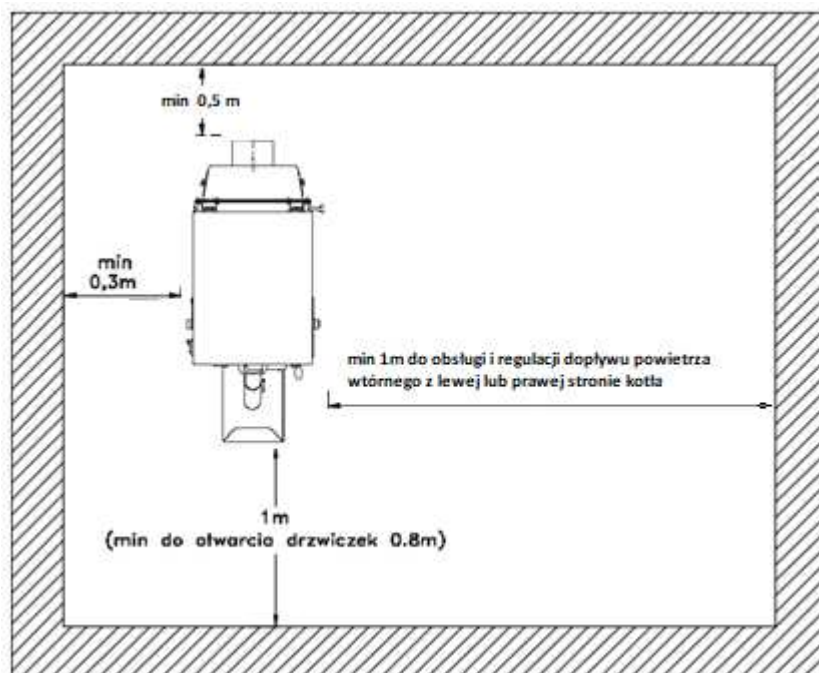 min 0,5 m
min
0,3m
min 1m do obsługi i regulacji dopływu powietrza
wtórnego z lewej lub prawej stronie kotła
1m
(min do otwarcia drzwiczek 0.8m)